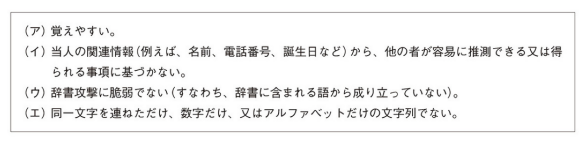 (ア) 覚えやすい。
(イ) 当人の関連情報(例えば、名前、電話番号、誕生日など)から、他の者が容易に推測できる又は得
られる事項に基づかない。
(ウ) 辞書攻撃に脆弱でない(すなわち、辞書に含まれる語から成り立っていない)。
(エ) 同一文字を連ねただけ、数字だけ、又はアルファベットだけの文字列でない。